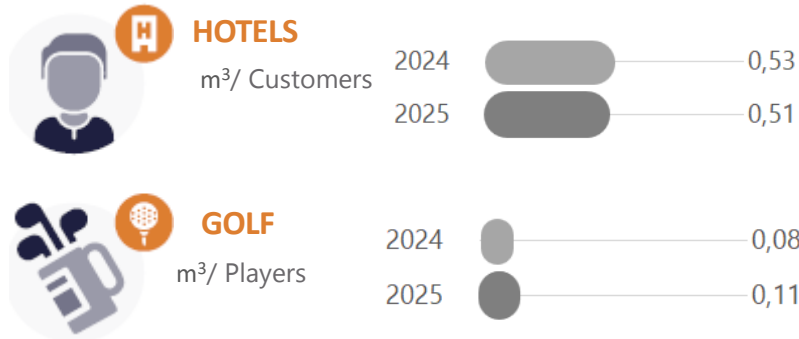 HOTELS
m³/ Customers
2024 0,53
2025 0,51
GOLF
m³/ Players
2024 0,08
2025 0,11